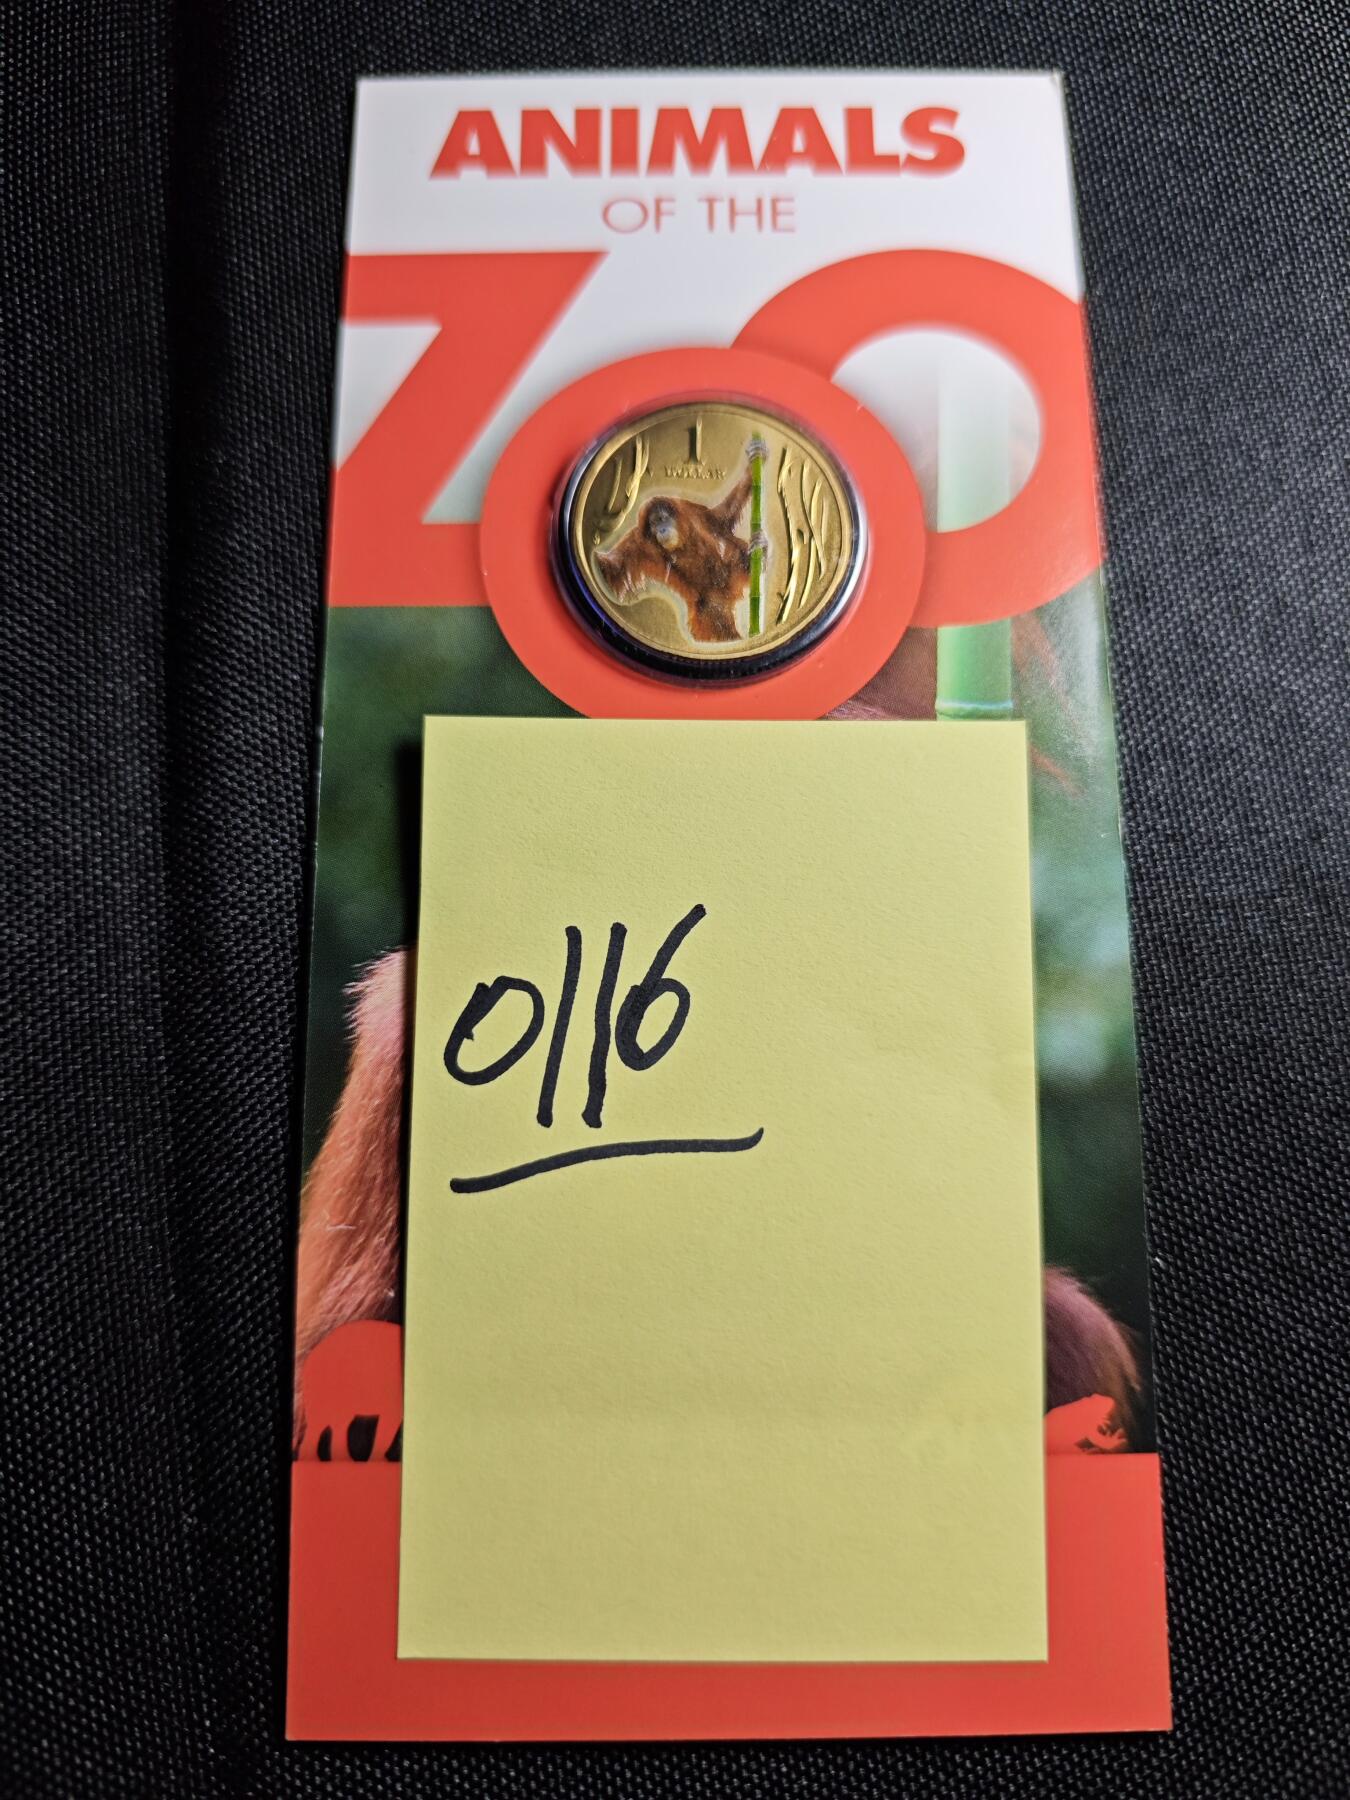 ANIMALS
OF THE
ZOO
1
DOLLAR
0116